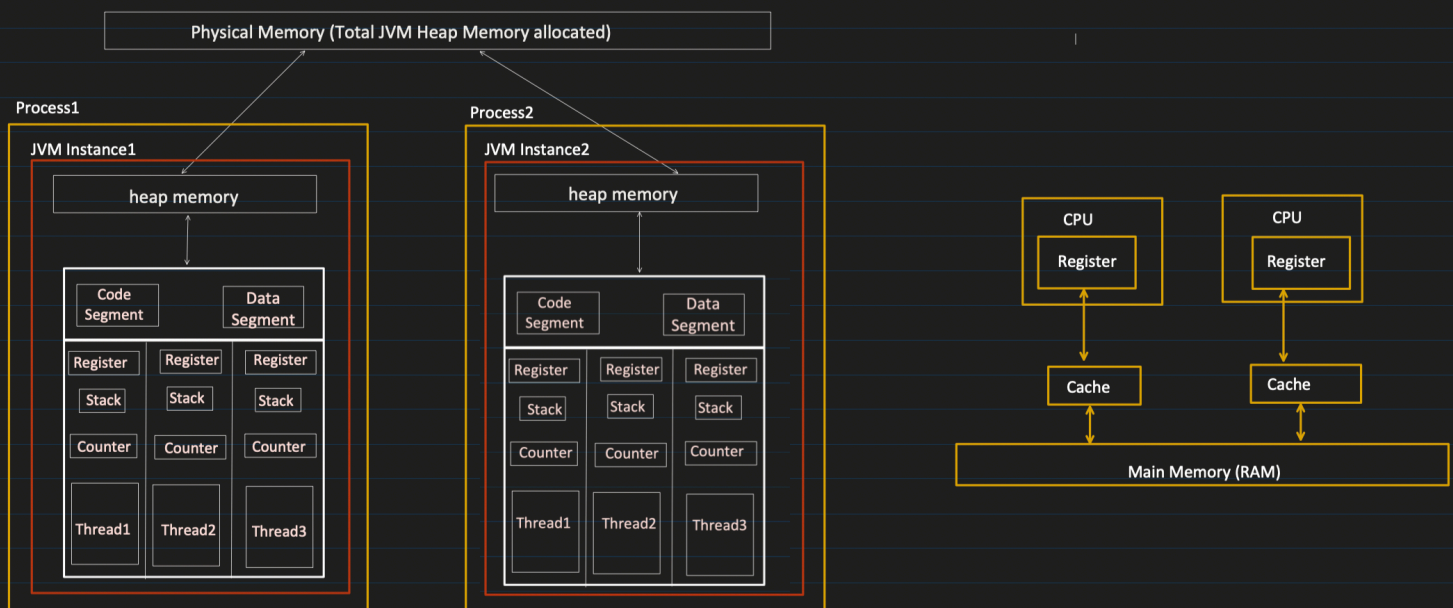 Physical Memory (Total JVM Heap Memory allocated)
Process1
JVM Instance1
heap memory
Code
Segment
Data
Segment
Register
Register
Register
Stack
Stack
Stack
Counter
Counter
Counter
Thread1
Thread2
Thread3
Process2
JVM Instance2
heap memory
Code
Segment
Data
Segment
Register
Register
Register
Stack
Stack
Stack
Counter
Counter
Counter
Thread1
Thread2
Thread3
CPU
Register
Cache
CPU
Register
Cache
Main Memory (RAM)